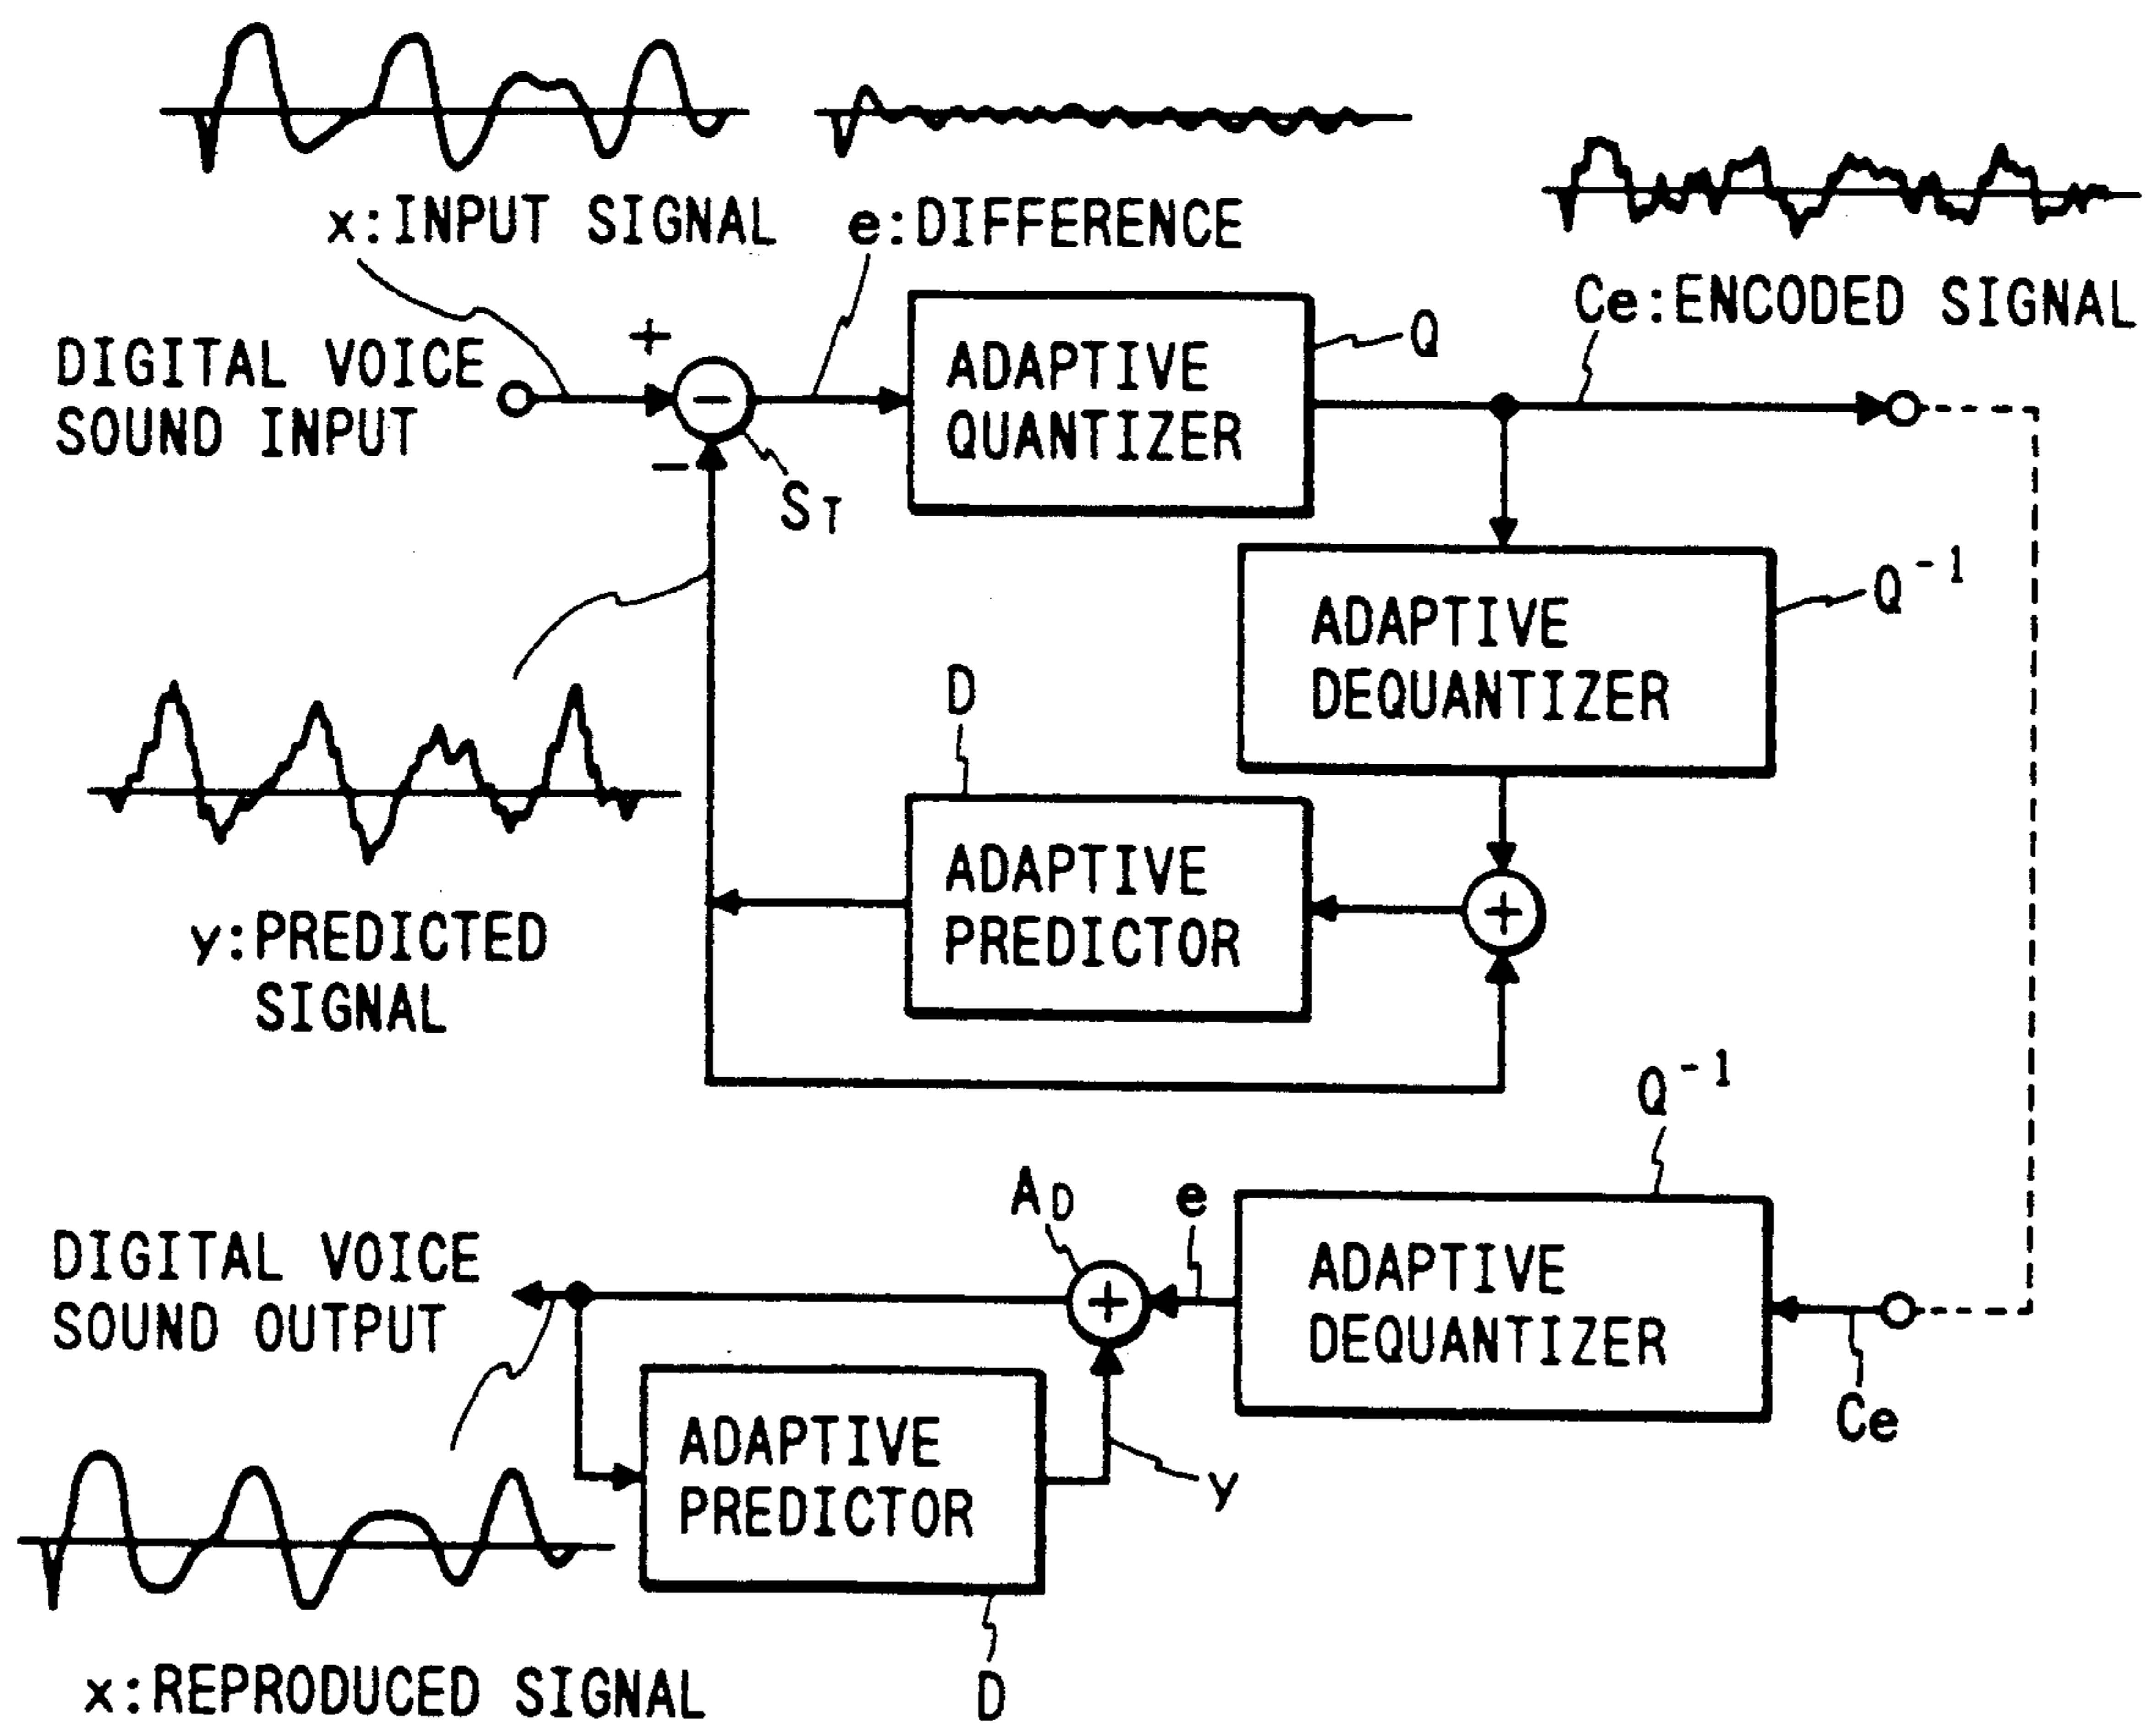 x:INPUT SIGNAL
e:DIFFERENCE
Ce:ENCODED SIGNAL
DIGITAL VOICE
SOUND INPUT
+
−
−
ST
ADAPTIVE
QUANTIZER
Q
ADAPTIVE
DEQUANTIZER
Q-1
D
ADAPTIVE
PREDICTOR
+
y:PREDICTED
SIGNAL
Q-1
AD
e
DIGITAL VOICE
SOUND OUTPUT
+
ADAPTIVE
DEQUANTIZER
Ce
ADAPTIVE
PREDICTOR
y
D
x:REPRODUCED SIGNAL